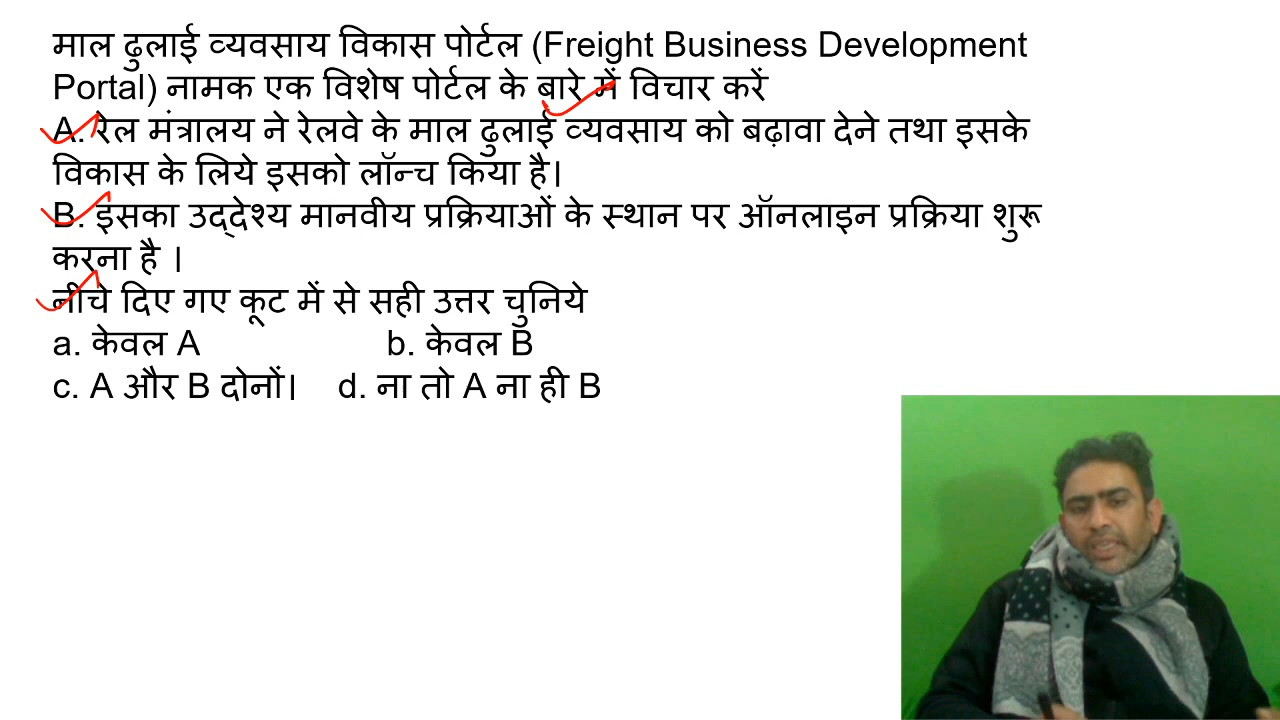 माल ढुलाई व्यवसाय विकास पोर्टल (Freight Business Development
Portal) नामक एक विशेष पोर्टल के बारे में विचार करें
A. रेल मंत्रालय ने रेलवे के माल ढुलाई व्यवसाय को बढ़ावा देने तथा इसके
विकास के लिये इसको लॉन्च किया है।
B. इसका उद्देश्य मानवीय प्रक्रियाओं के स्थान पर ऑनलाइन प्रक्रिया शुरू
करना है ।
नीचे दिए गए कूट में से सही उत्तर चुनिये
a. केवल A b. केवल B
c. A और B दोनों। d. ना तो A ना ही B